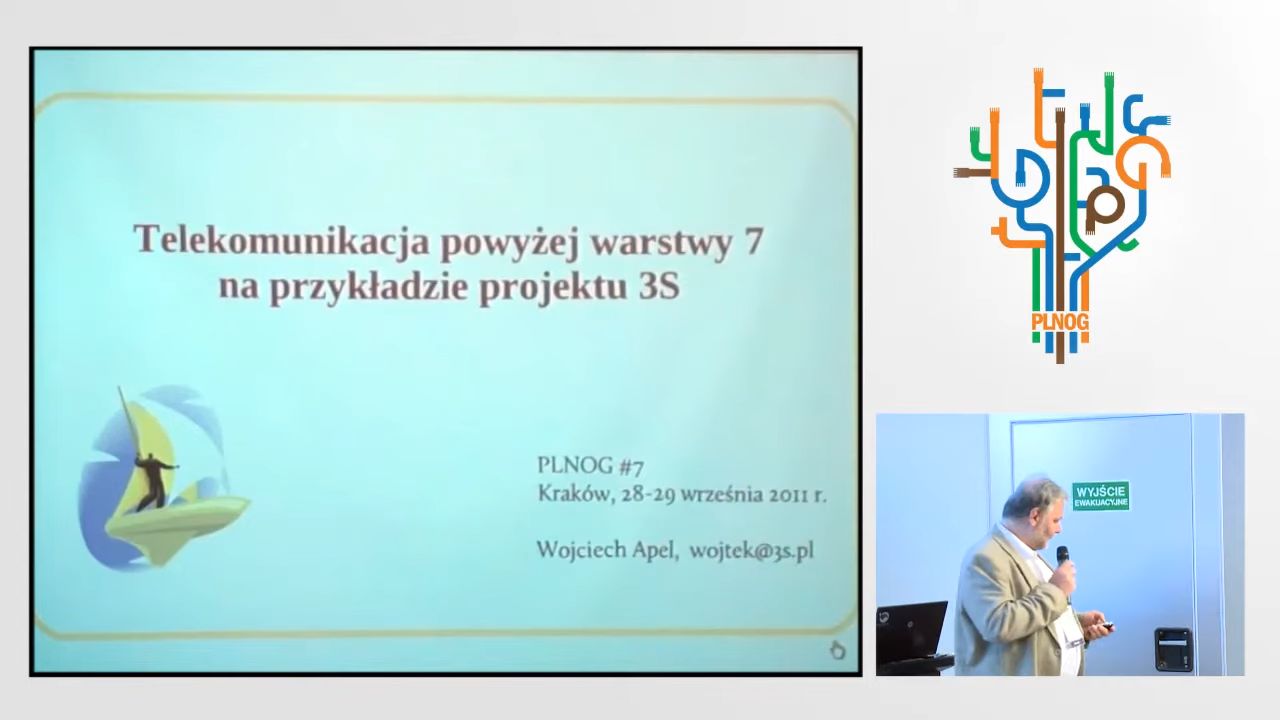 Telekomunikacja powyżej warstwy 7
na przykładzie projektu 3S
PLNOG #7
Kraków, 28-29 września 2011 r.
Wojciech Apel, wojtek@3s.pl
PLNOG
WYJŚCIE
EWAKUACYJNE